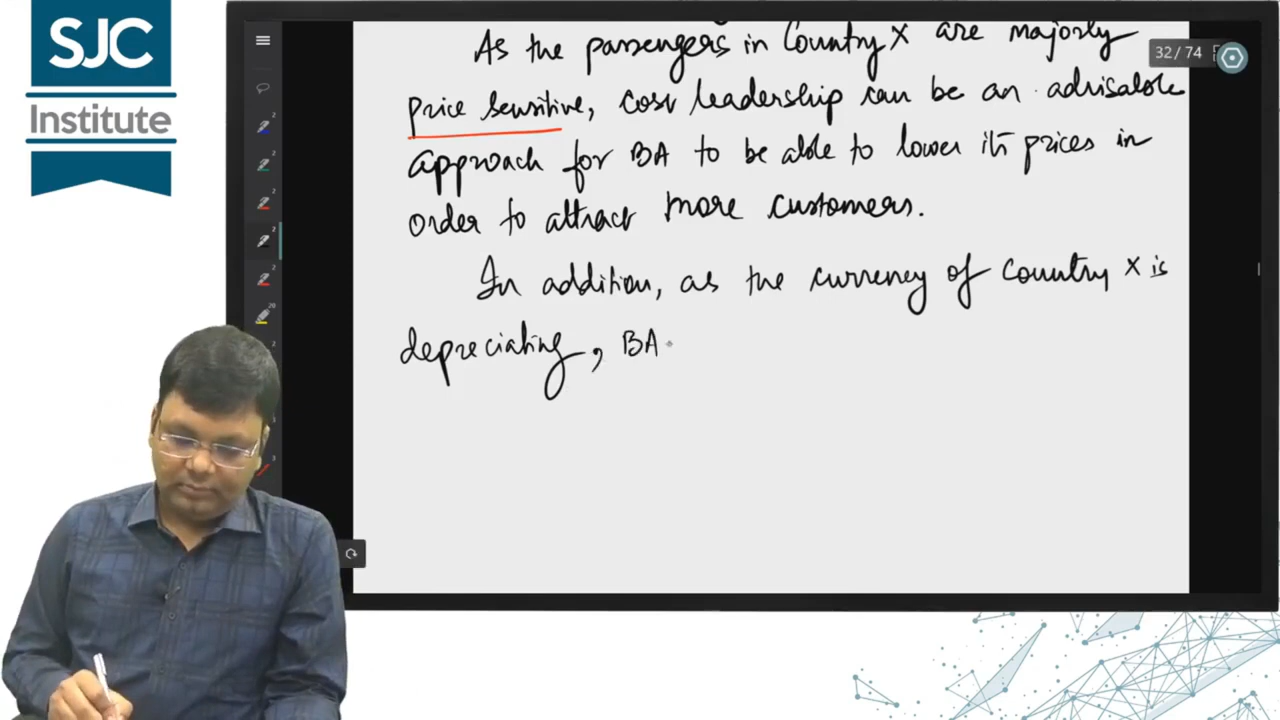 SJC
Institute
32/74
As the passengers in Country X are majorly
price sensitive, cost leadership can be an advisable
approach for BA to be able to lower its prices in
order to attract more customers.
In addition, as the currency of Country X is
depreciating, BA